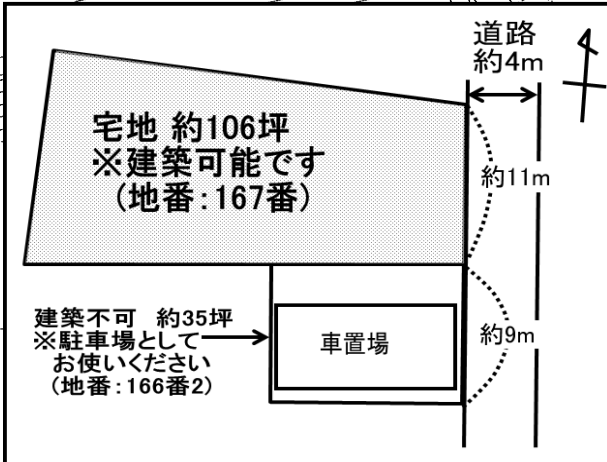 道路
約4m
宅地 約106坪
※建築可能です
(地番:167番)
約11m
建築不可 約35坪
※駐車場として
お使いください
(地番:166番2)
車置場
約9m